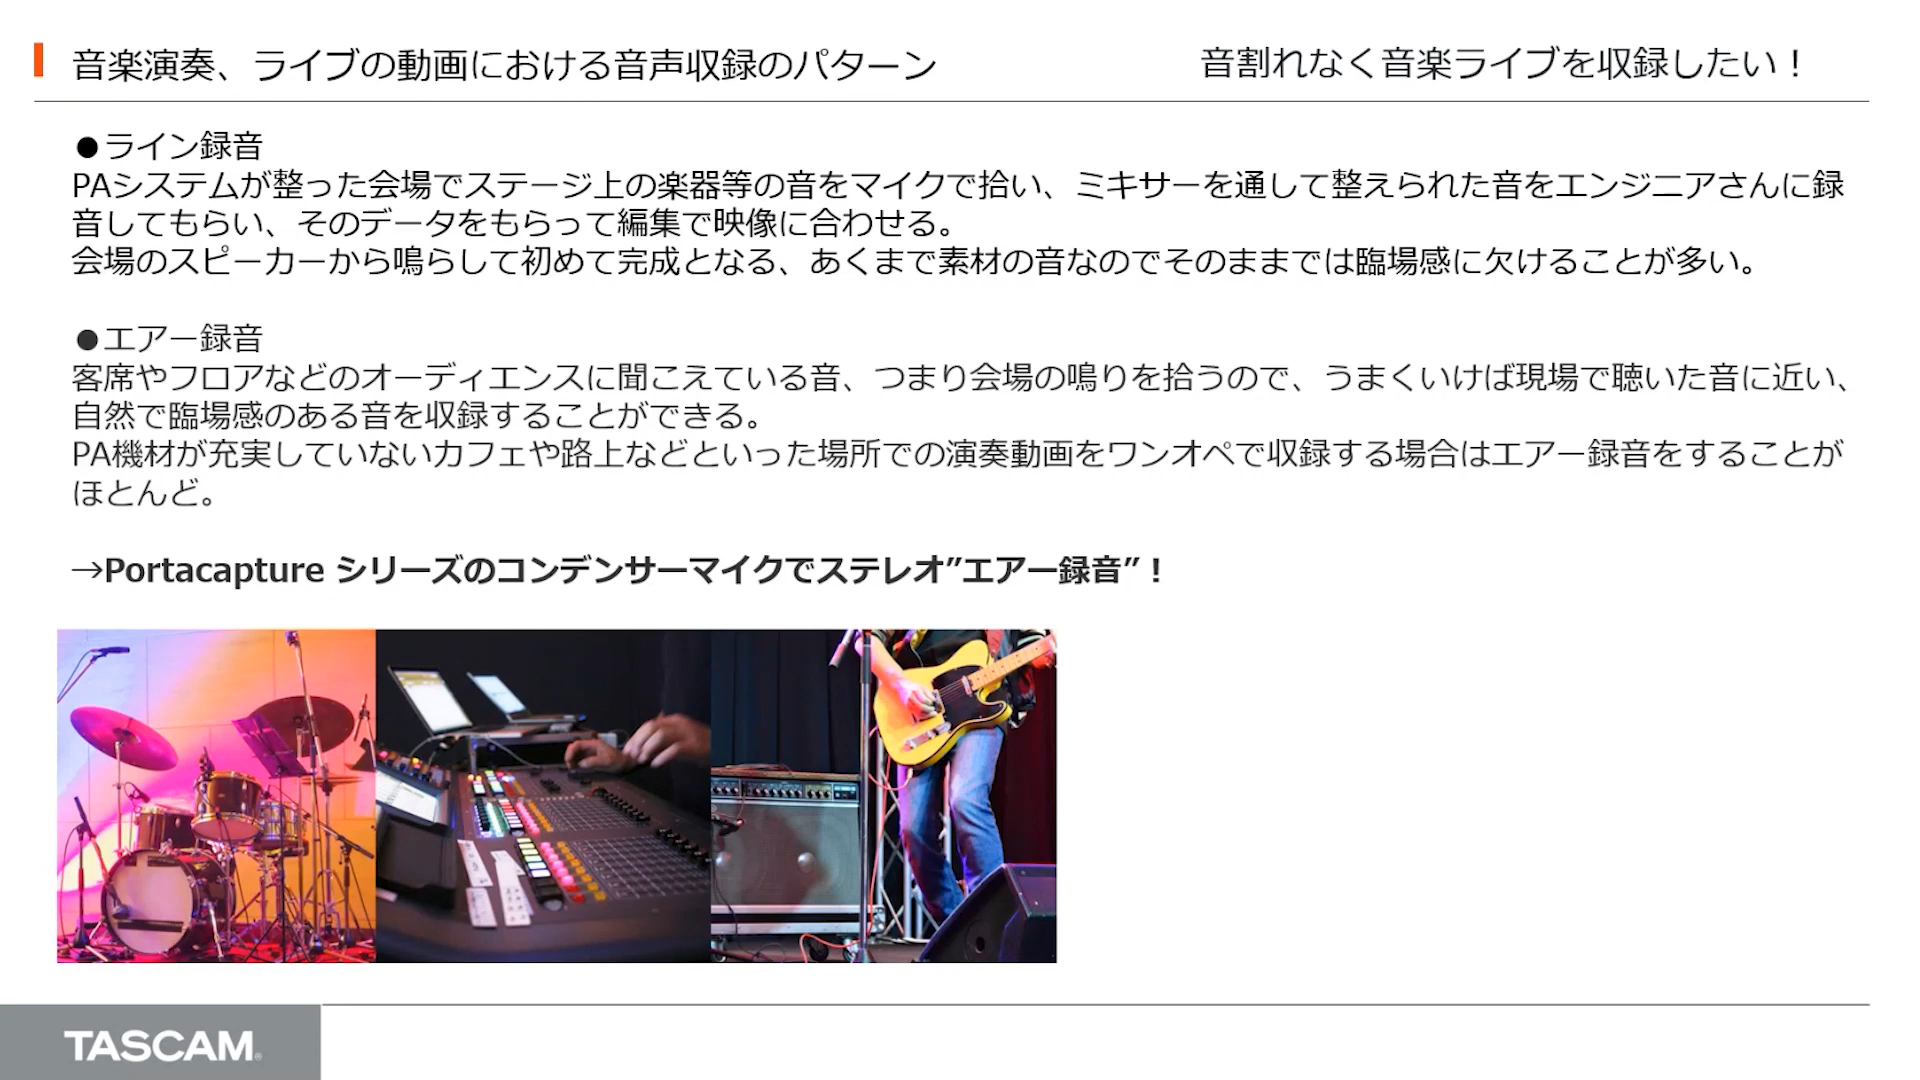 音楽演奏、ライブの動画における音声収録のパターン
音割れなく音楽ライブを収録したい！
●ライン録音
PAシステムが整った会場でステージ上の楽器等の音をマイクで拾い、ミキサーを通して整えられた音をエンジニアさんに録
音してもらい、そのデータをもらって編集で映像に合わせる。
会場のスピーカーから鳴らして初めて完成となる、あくまで素材の音なのでそのままでは臨場感に欠けることが多い。
●エアー録音
客席やフロアなどのオーディエンスに聞こえている音、つまり会場の鳴りを拾うので、うまくいけば現場で聴いた音に近い、
自然で臨場感のある音を収録することができる。
PA機材が充実していないカフェや路上などといった場所での演奏動画をワンオペで収録する場合はエアー録音をすることが
ほとんど。
→Portacapture シリーズのコンデンサーマイクでステレオ”エアー録音”！
TASCAM®